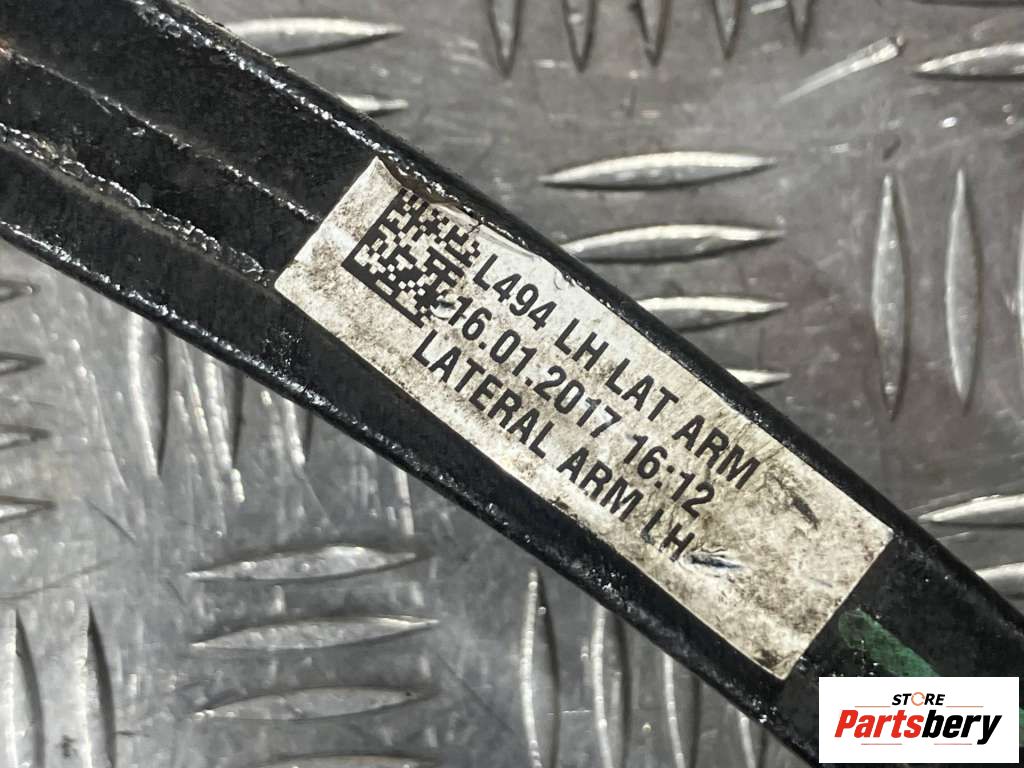 L494 LH LAT ARM
16.01.2017 16:12
LATERAL ARM LH
STORE
Partsbery